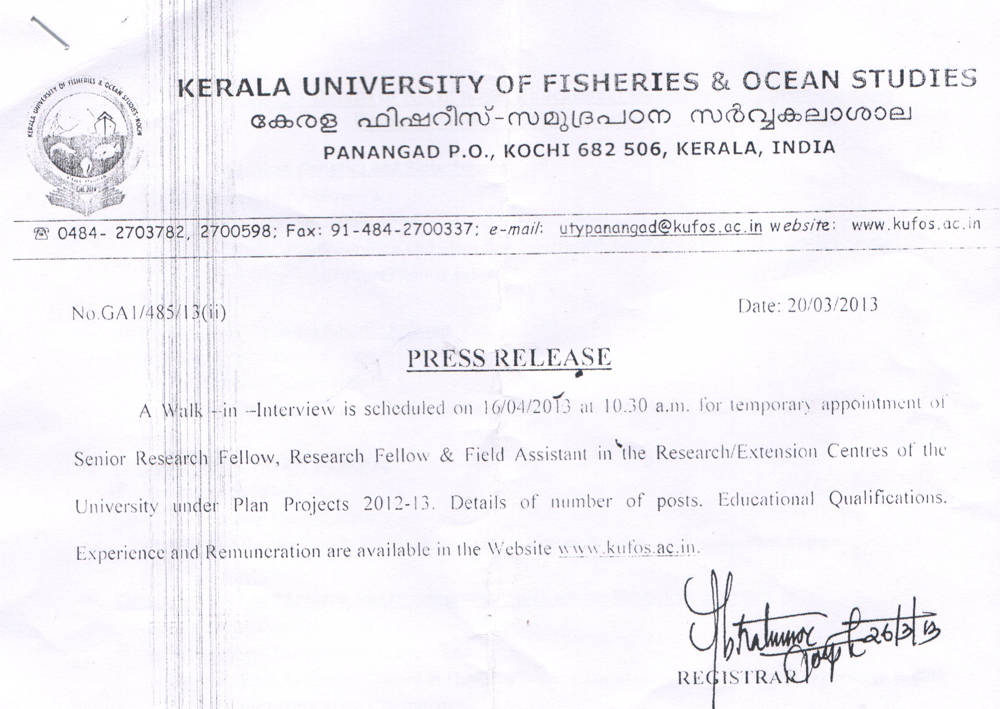 KERALA UNIVERSITY OF FISHERIES & OCEAN STUDIES
കേരള ഫിഷറീസ്-സമുദ്രപഠന സർവ്വകലാശാല
PANANGAD P.O., KOCHI 682 506, KERALA, INDIA
KERALA UNIVERSITY OF FISHERIES & OCEAN STUDIES · KOCHI
Estd. 2010
☏ 0484- 2703782, 2700598; Fax: 91-484-2700337; e-mail: utypanangad@kufos.ac.in website: www.kufos.ac.in
No.GA1/485/13(ii) Date: 20/03/2013
PRESS RELEASE
A Walk –in –Interview is scheduled on 16/04/2013 at 10.30 a.m. for temporary appointment of
Senior Research Fellow, Research Fellow & Field Assistant in the Research/Extension Centres of the
University under Plan Projects 2012-13. Details of number of posts. Educational Qualifications.
Experience and Remuneration are available in the Website www.kufos.ac.in.
26/3/13
REGISTRAR